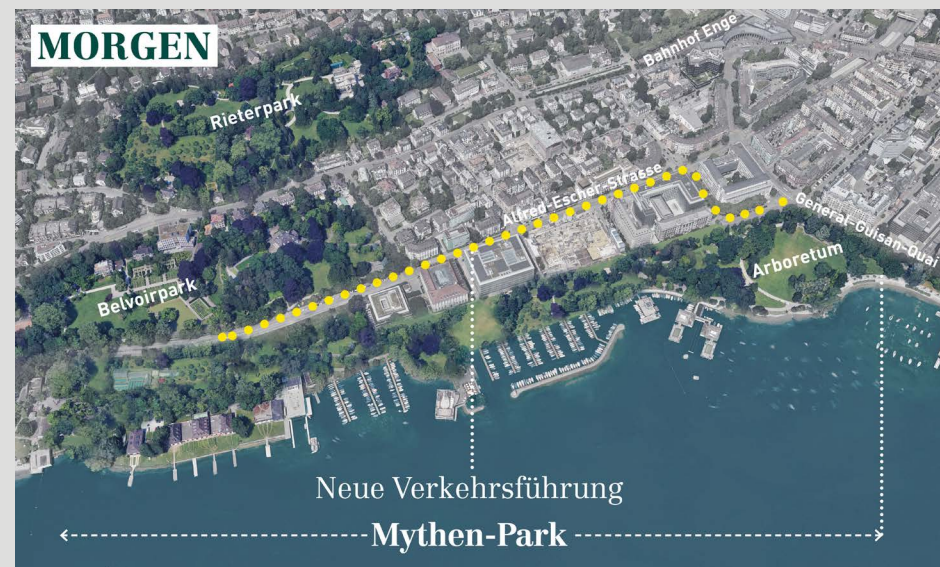 MORGEN
Bahnhof Enge
Rieterpark
Alfred-Escher-Strasse
General-Guisan-Quai
Arboretum
Belvoirpark
Neue Verkehrsführung
Mythen-Park